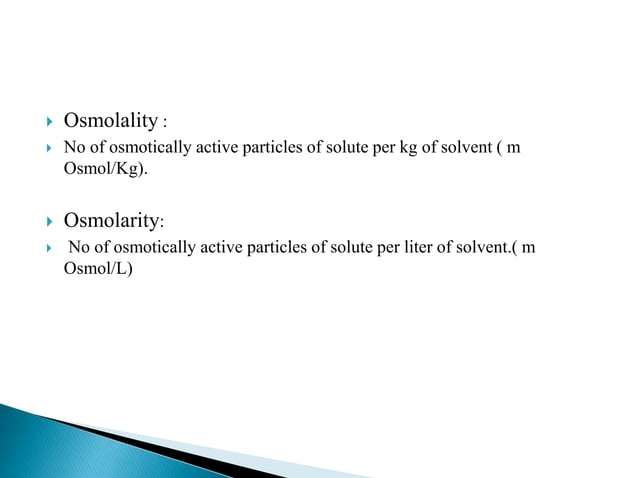 Osmolality :
No of osmotically active particles of solute per kg of solvent ( m
Osmol/Kg).
Osmolarity:
No of osmotically active particles of solute per liter of solvent.( m
Osmol/L)